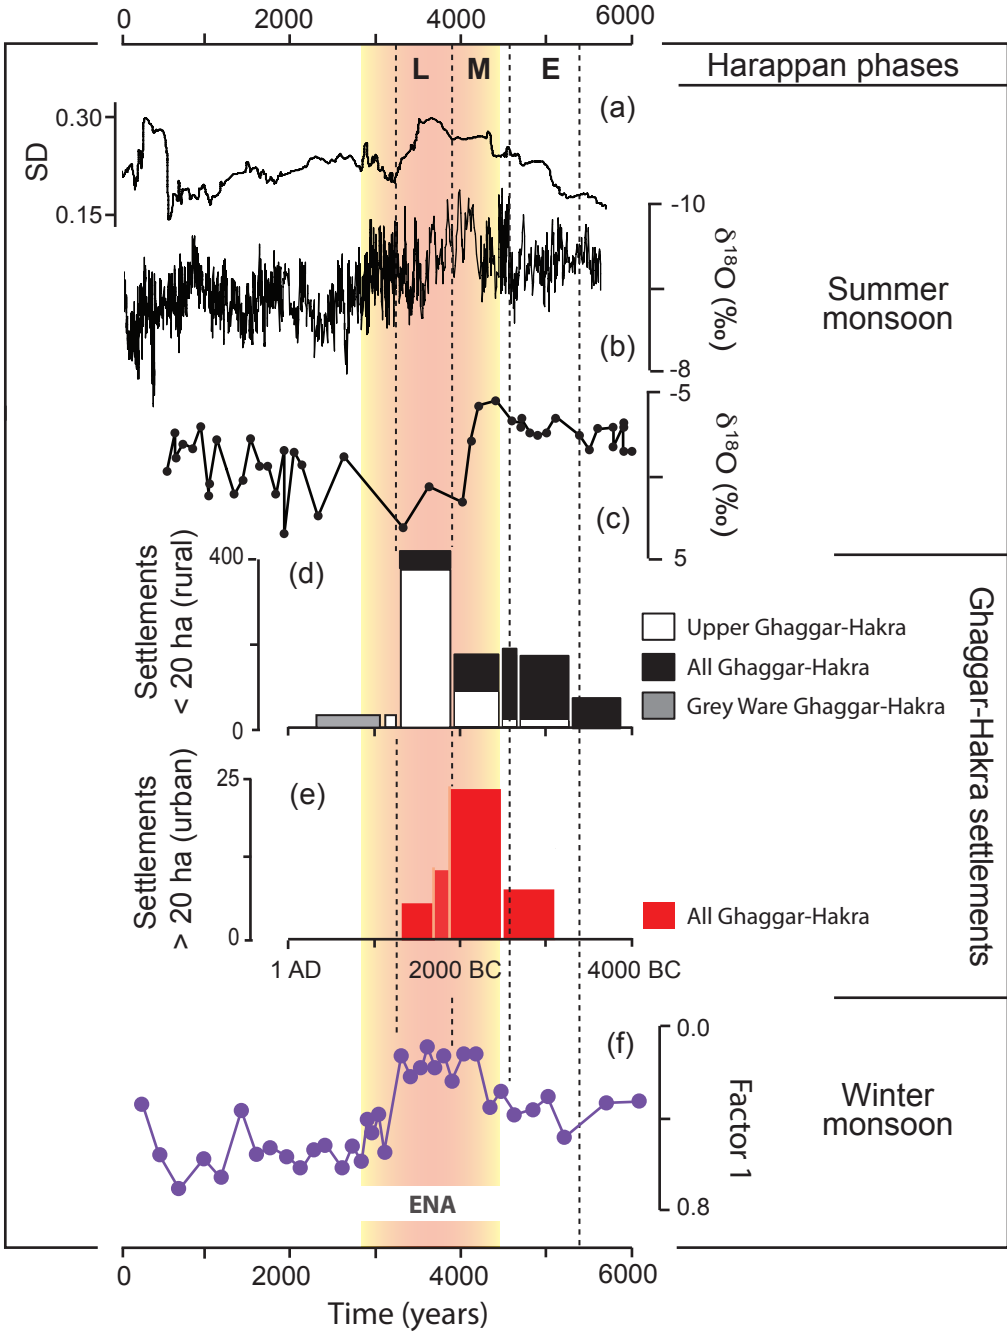 0 2000 4000 6000
L M E
Harappan phases
(a)
0.30
SD
0.15
-10
δ¹⁸O (‰)
Summer
monsoon
(b)
-8
-5
δ¹⁸O (‰)
(c)
5
400
(d)
Settlements
< 20 ha (rural)
0
Upper Ghaggar-Hakra
All Ghaggar-Hakra
Grey Ware Ghaggar-Hakra
Ghaggar-Hakra settlements
25
(e)
Settlements
> 20 ha (urban)
0
All Ghaggar-Hakra
1 AD 2000 BC 4000 BC
0.0
(f)
Factor 1
Winter
monsoon
0.8
ENA
0 2000 4000 6000
Time (years)